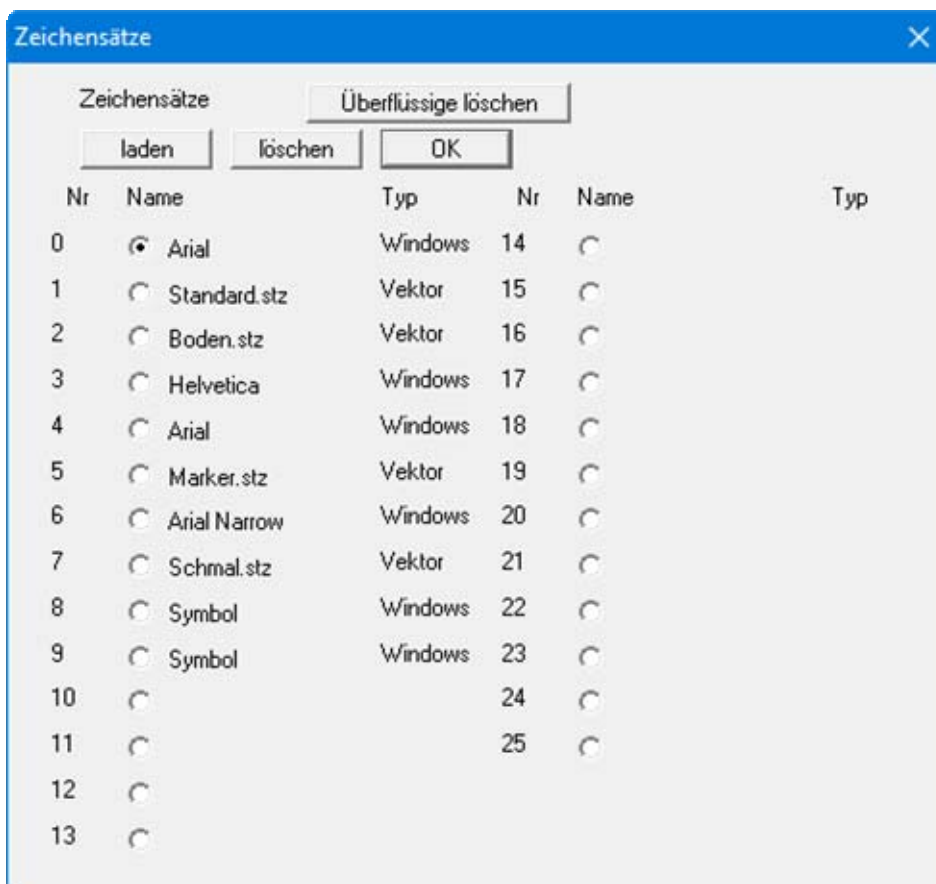 Zeichensätze
Zeichensätze Überflüssige löschen
laden löschen OK
Nr Name Typ Nr Name Typ
0 Arial Windows 14
1 Standard.stz Vektor 15
2 Boden.stz Vektor 16
3 Helvetica Windows 17
4 Arial Windows 18
5 Marker.stz Vektor 19
6 Arial Narrow Windows 20
7 Schmal.stz Vektor 21
8 Symbol Windows 22
9 Symbol Windows 23
10 24
11 25
12
13